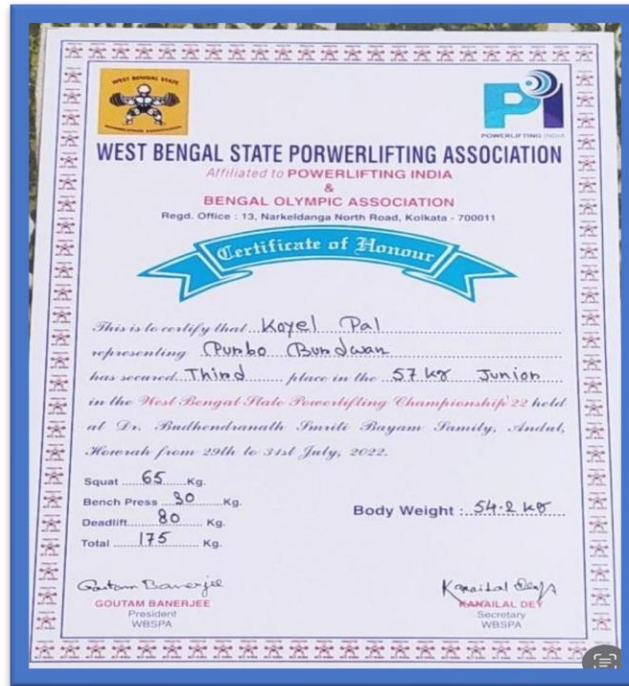 WEST BENGAL STATE
POWERLIFTING ASSOCIATION
PI
POWERLIFTING INDIA
WEST BENGAL STATE PORWERLIFTING ASSOCIATION
Affiliated to POWERLIFTING INDIA
&
BENGAL OLYMPIC ASSOCIATION
Regd. Office : 13, Narkeldanga North Road, Kolkata - 700011
Certificate of Honour
This is to certify that Koyel Pal
representing Purbo Burdwan
has secured Third place in the 57 kg Junior
in the West Bengal State Powerlifting Championship'22 held
at Dr. Budhendranath Smriti Bayam Samity, Andul,
Howrah from 29th to 31st July, 2022.
Squat 65 Kg.
Bench Press 30 Kg.
Deadlift 80 Kg.
Total 175 Kg.
Body Weight : 54.2 kg
Goutam Banerjee
GOUTAM BANERJEE
President
WBSPA
Kanailal Dey
KANAILAL DEY
Secretary
WBSPA